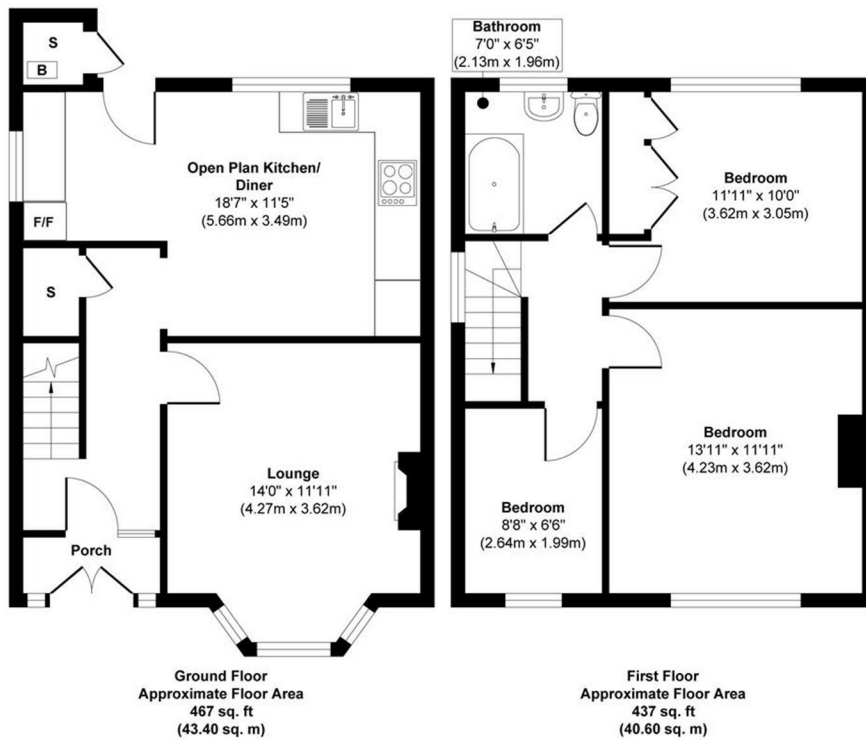 S
B
Open Plan Kitchen/
Diner
18'7" x 11'5"
(5.66m x 3.49m)
F/F
S
Lounge
14'0" x 11'11"
(4.27m x 3.62m)
Porch
Ground Floor
Approximate Floor Area
467 sq. ft
(43.40 sq. m)
Bathroom
7'0" x 6'5"
(2.13m x 1.96m)
Bedroom
11'11" x 10'0"
(3.62m x 3.05m)
Bedroom
13'11" x 11'11"
(4.23m x 3.62m)
Bedroom
8'8" x 6'6"
(2.64m x 1.99m)
First Floor
Approximate Floor Area
437 sq. ft
(40.60 sq. m)